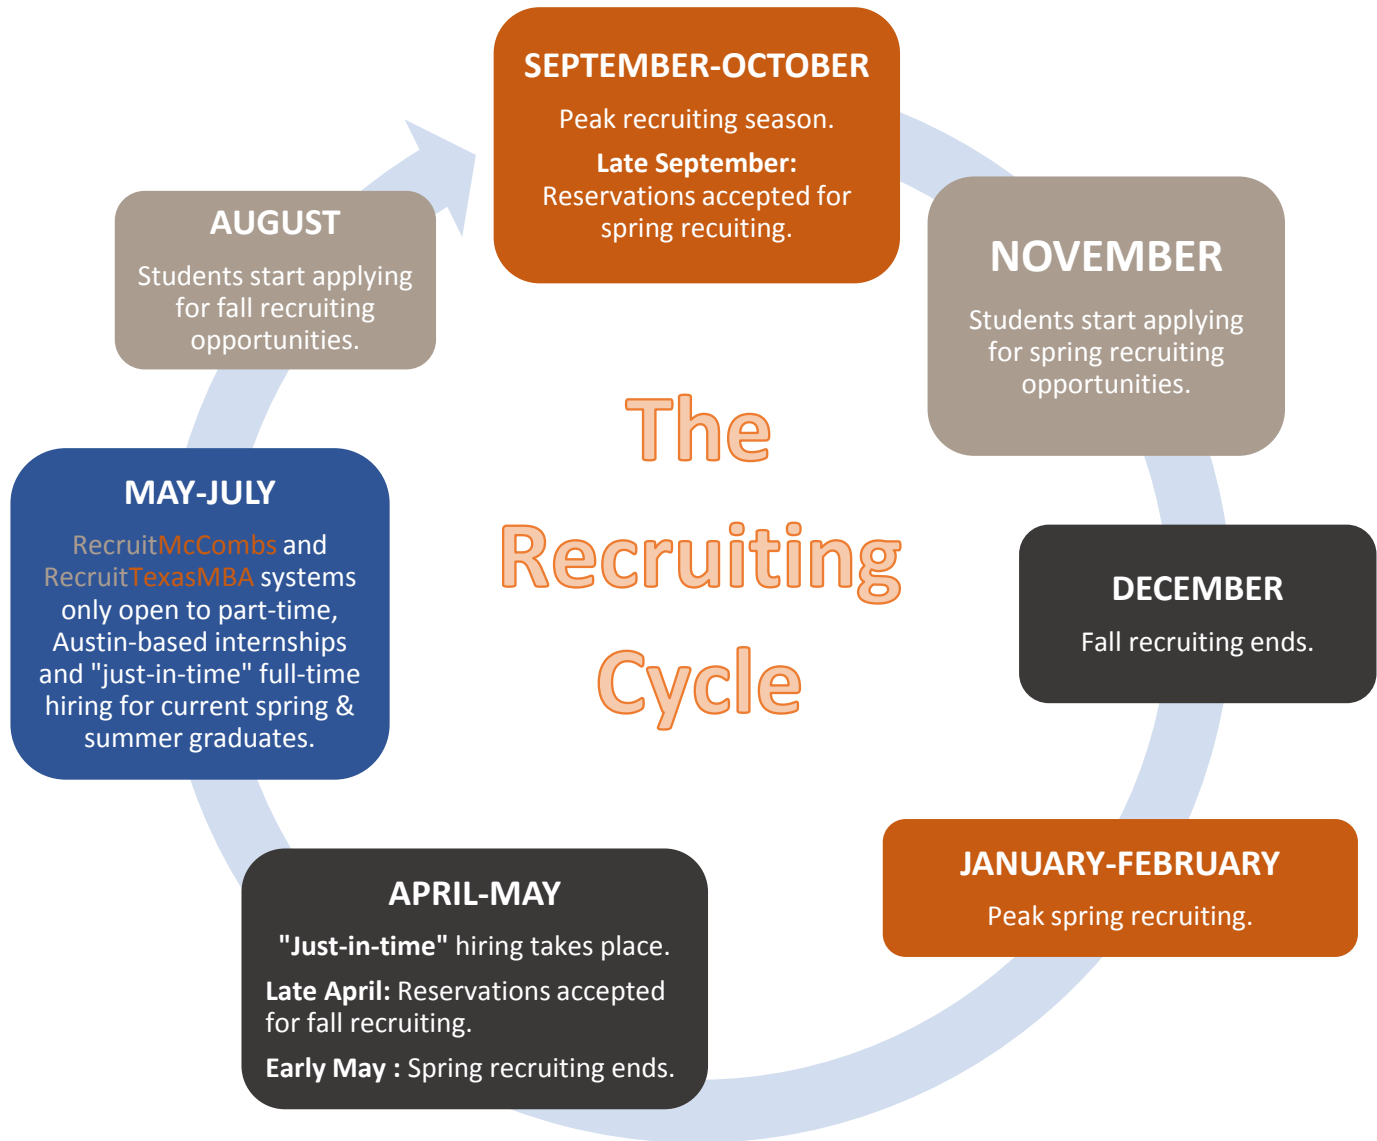 SEPTEMBER-OCTOBER
Peak recruiting season.
Late September:
Reservations accepted for
spring recuiting.
NOVEMBER
Students start applying
for spring recruiting
opportunities.
DECEMBER
Fall recruiting ends.
JANUARY-FEBRUARY
Peak spring recruiting.
APRIL-MAY
"Just-in-time" hiring takes place.
Late April: Reservations accepted
for fall recruiting.
Early May : Spring recruiting ends.
MAY-JULY
RecruitMcCombs and
RecruitTexasMBA systems
only open to part-time,
Austin-based internships
and "just-in-time" full-time
hiring for current spring &
summer graduates.
AUGUST
Students start applying
for fall recruiting
opportunities.
The
Recruiting
Cycle